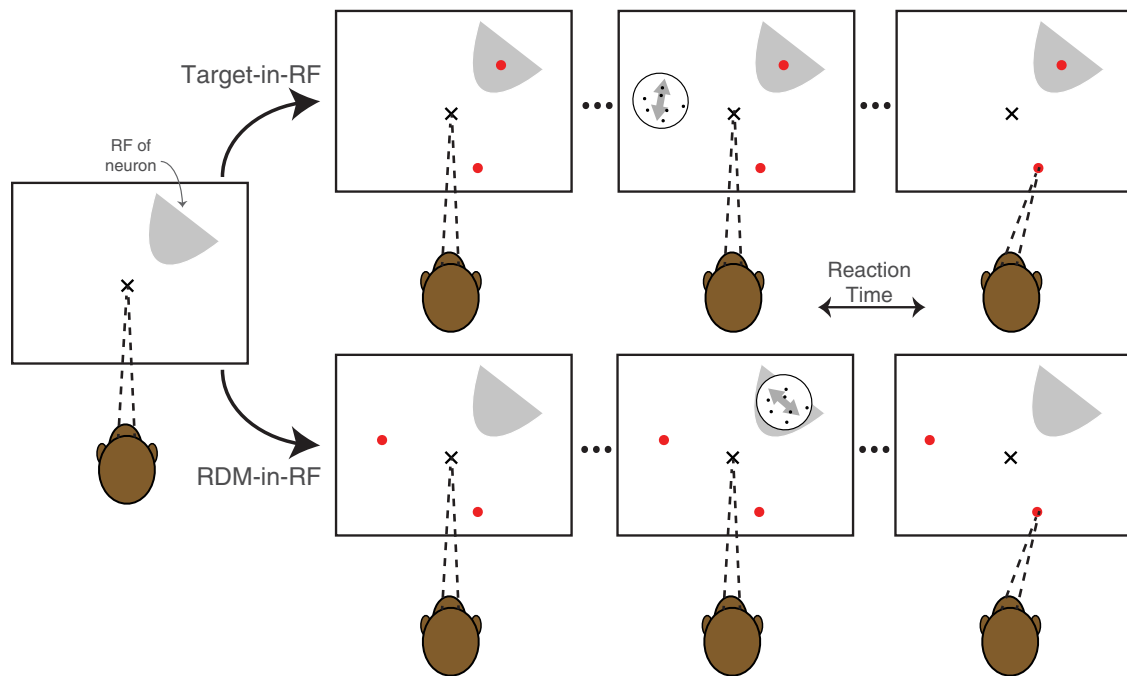 Target-in-RF
RF of
neuron
Reaction
Time
RDM-in-RF